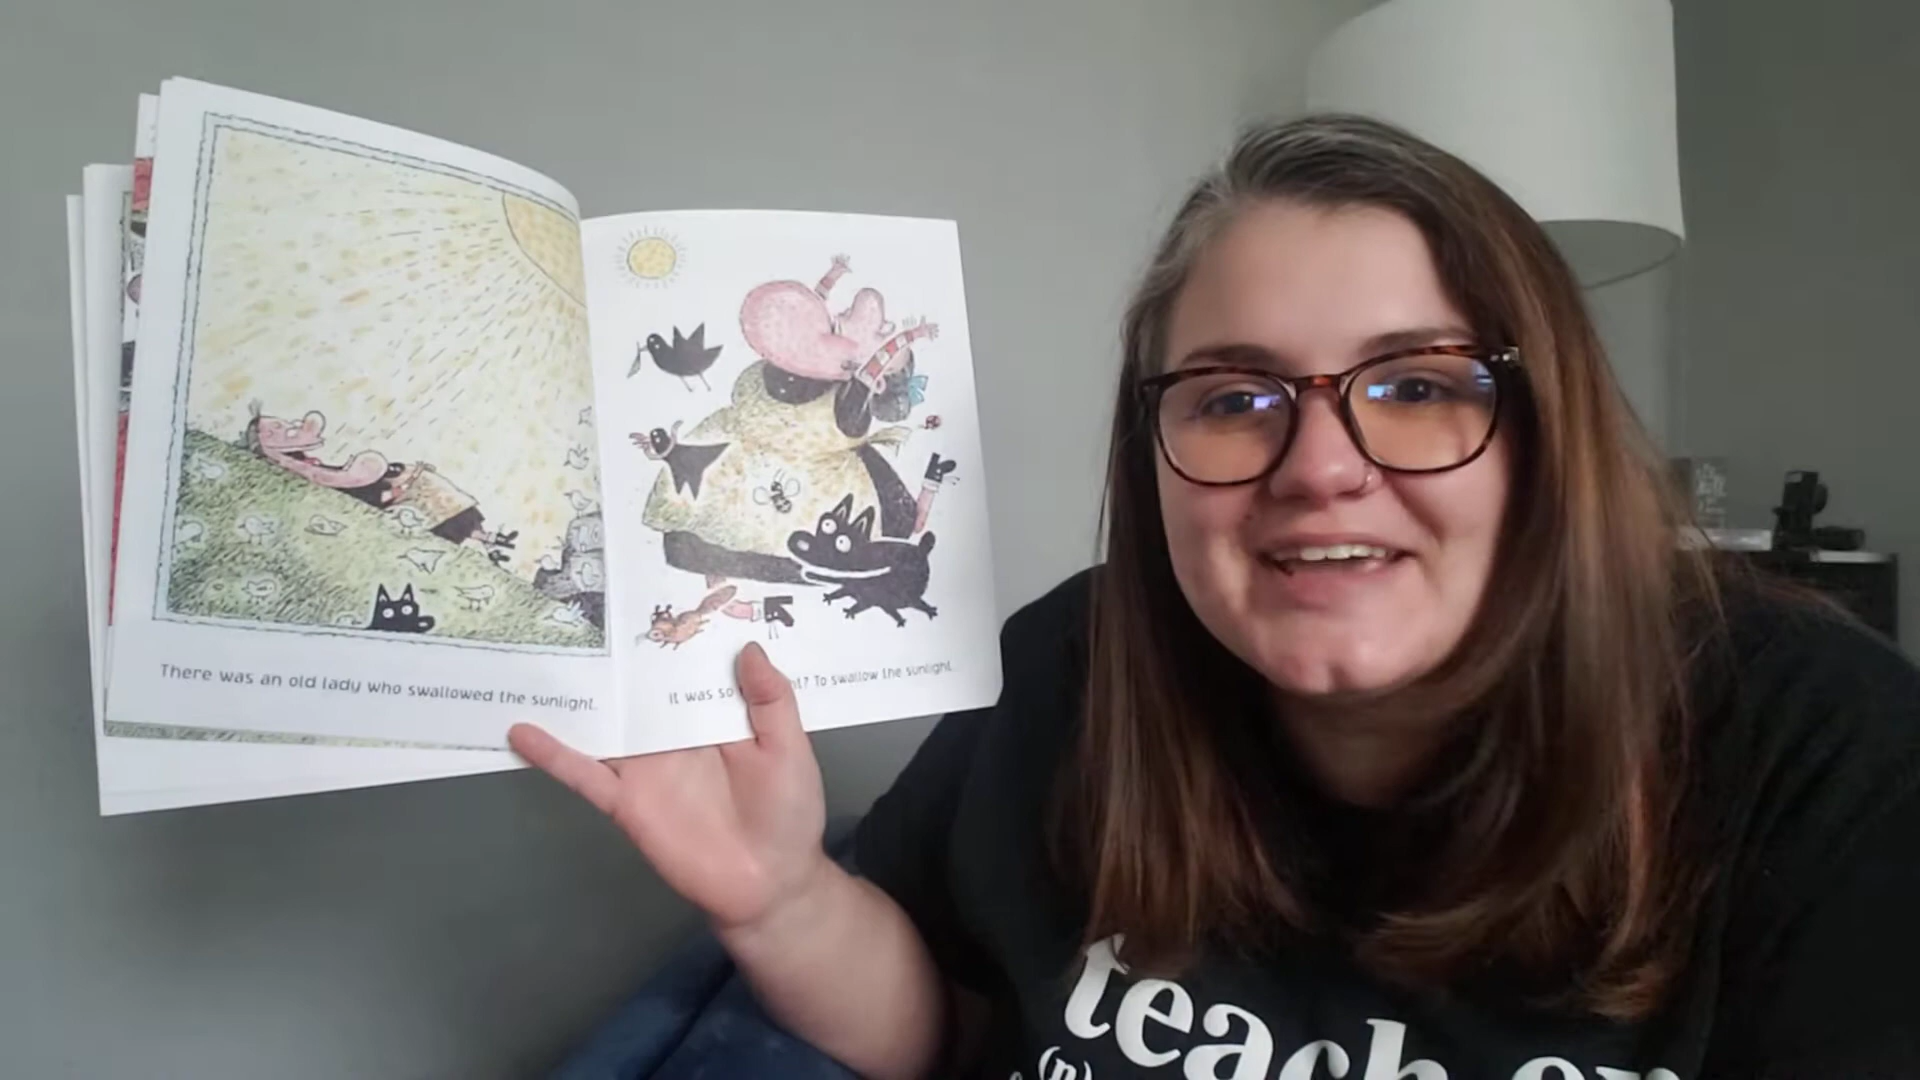 There was an old lady who swallowed the sunlight.
It was so To swallow the sunlight.
teach
(n)